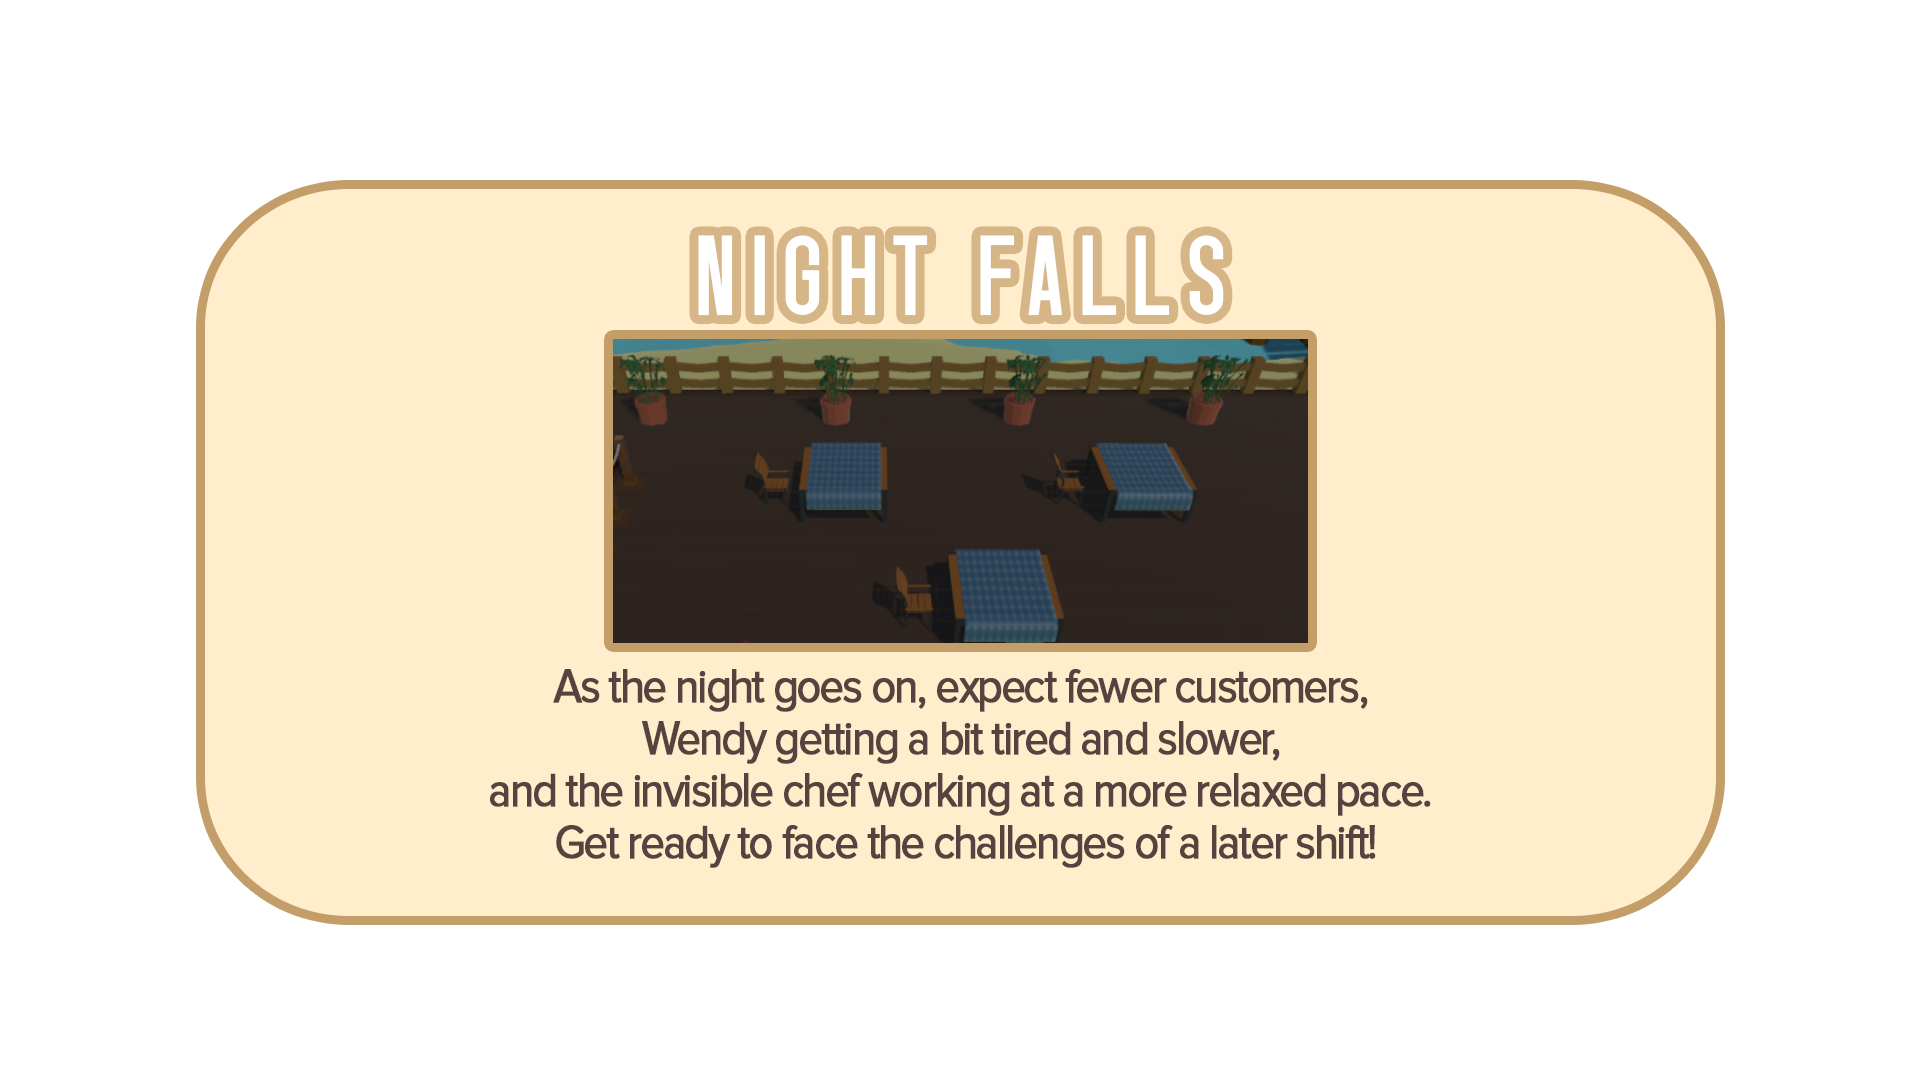 NIGHT FALLS
As the night goes on, expect fewer customers,
Wendy getting a bit tired and slower,
and the invisible chef working at a more relaxed pace.
Get ready to face the challenges of a later shift!